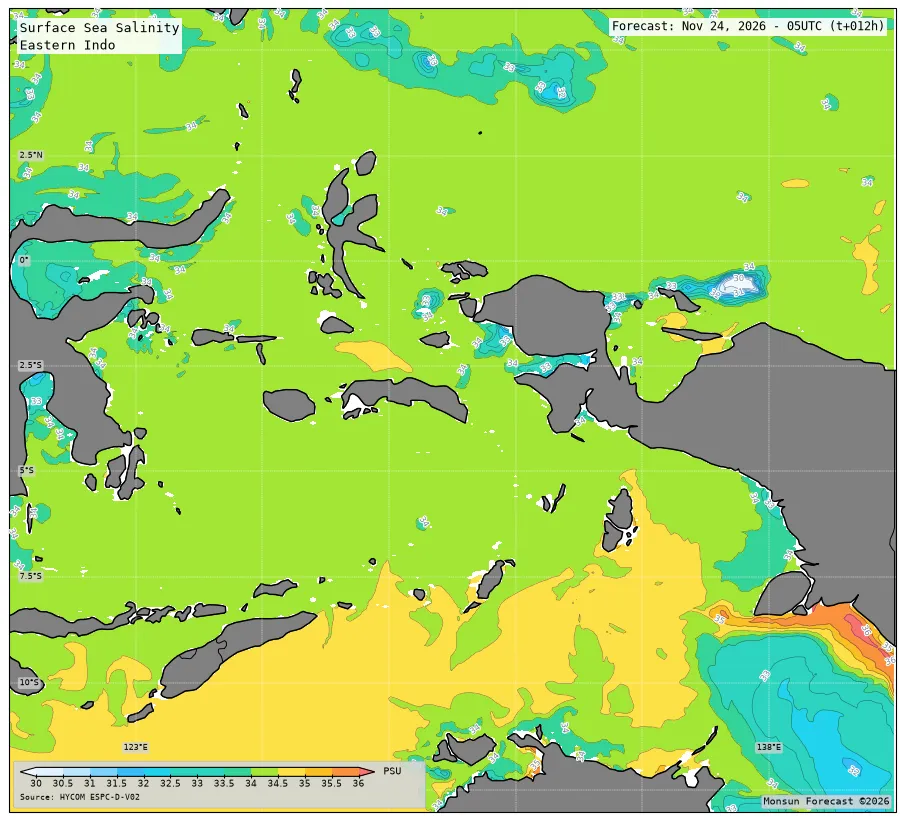 Surface Sea Salinity
Eastern Indo
Forecast: Nov 24, 2026 - 05UTC (t+012h)
2.5°N
0°
2.5°S
5°S
7.5°S
10°S
123°E
138°E
30 30.5 31 31.5 32 32.5 33 33.5 34 34.5 35 35.5 36 PSU
Source: HYCOM ESPC-D-V02
Monsun Forecast ©2026